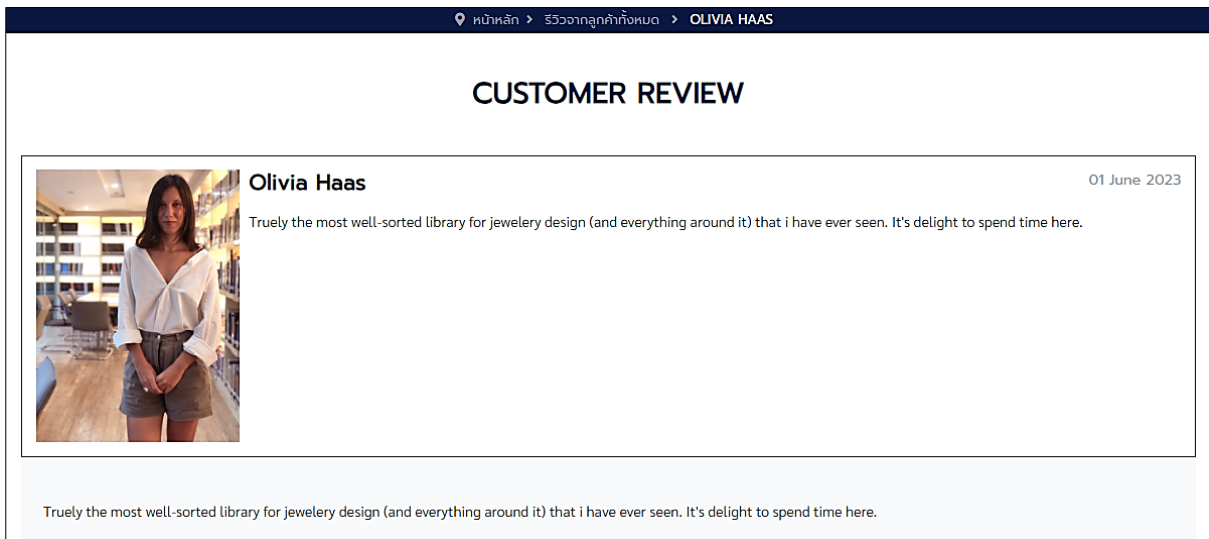 หน้าหลัก > รีวิวจากลูกค้าทั้งหมด > OLIVIA HAAS
CUSTOMER REVIEW
Olivia Haas
01 June 2023
Truely the most well-sorted library for jewelery design (and everything around it) that i have ever seen. It's delight to spend time here.
Truely the most well-sorted library for jewelery design (and everything around it) that i have ever seen. It's delight to spend time here.